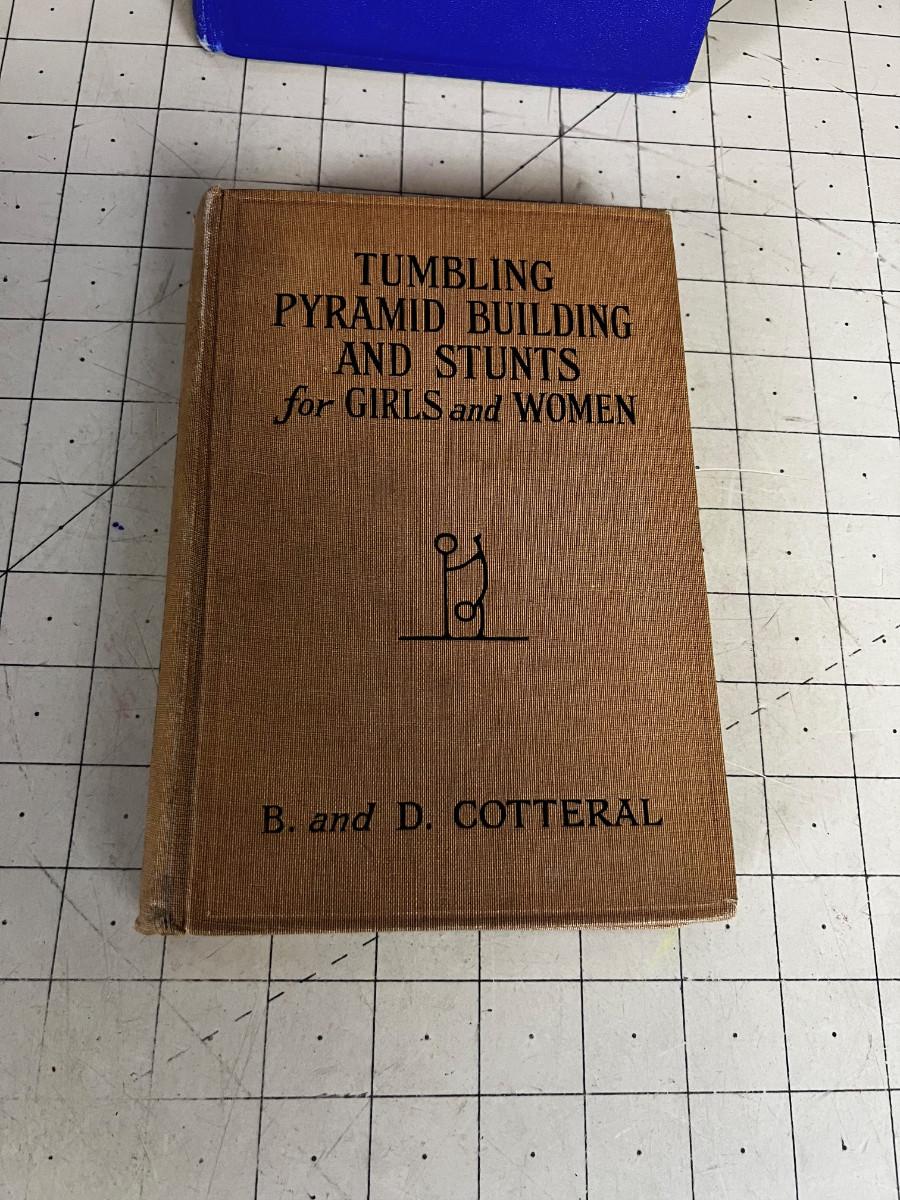 TUMBLING
PYRAMID BUILDING
AND STUNTS
for GIRLS and WOMEN
B. and D. COTTERAL